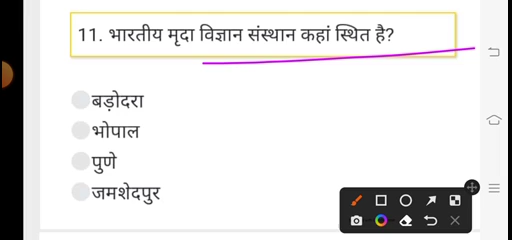 11. भारतीय मृदा विज्ञान संस्थान कहां स्थित है?
बड़ोदरा
भोपाल
पुणे
जमशेदपुर